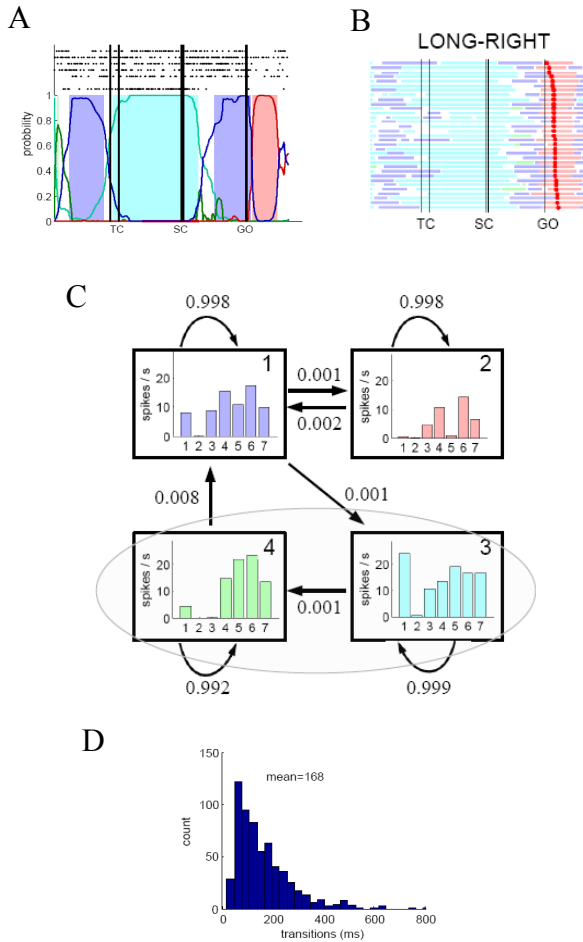 A
probbility
1
0.8
0.6
0.4
0.2
0
TC SC GO
B
LONG-RIGHT
TC SC GO
C
0.998 0.998
1
spikes / s
20
10
0
1 2 3 4 5 6 7
0.001
0.002
2
spikes / s
20
10
0
1 2 3 4 5 6 7
0.008 0.001
4
spikes / s
20
10
0
1 2 3 4 5 6 7
0.001
3
spikes / s
20
10
0
1 2 3 4 5 6 7
0.992 0.999
D
mean=168
count
150
100
50
0
0 200 400 600 800
transitions (ms)